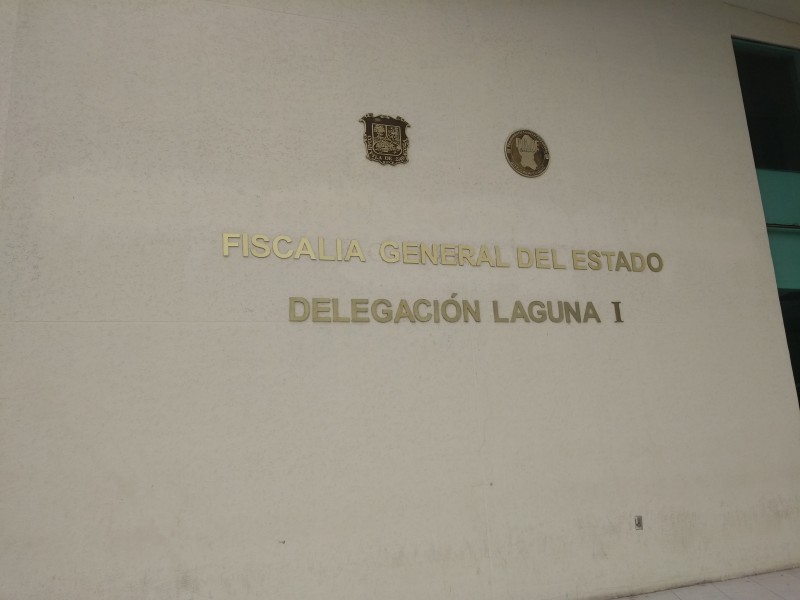 FISCALIA GENERAL DEL ESTADO
DELEGACIÓN LAGUNA I